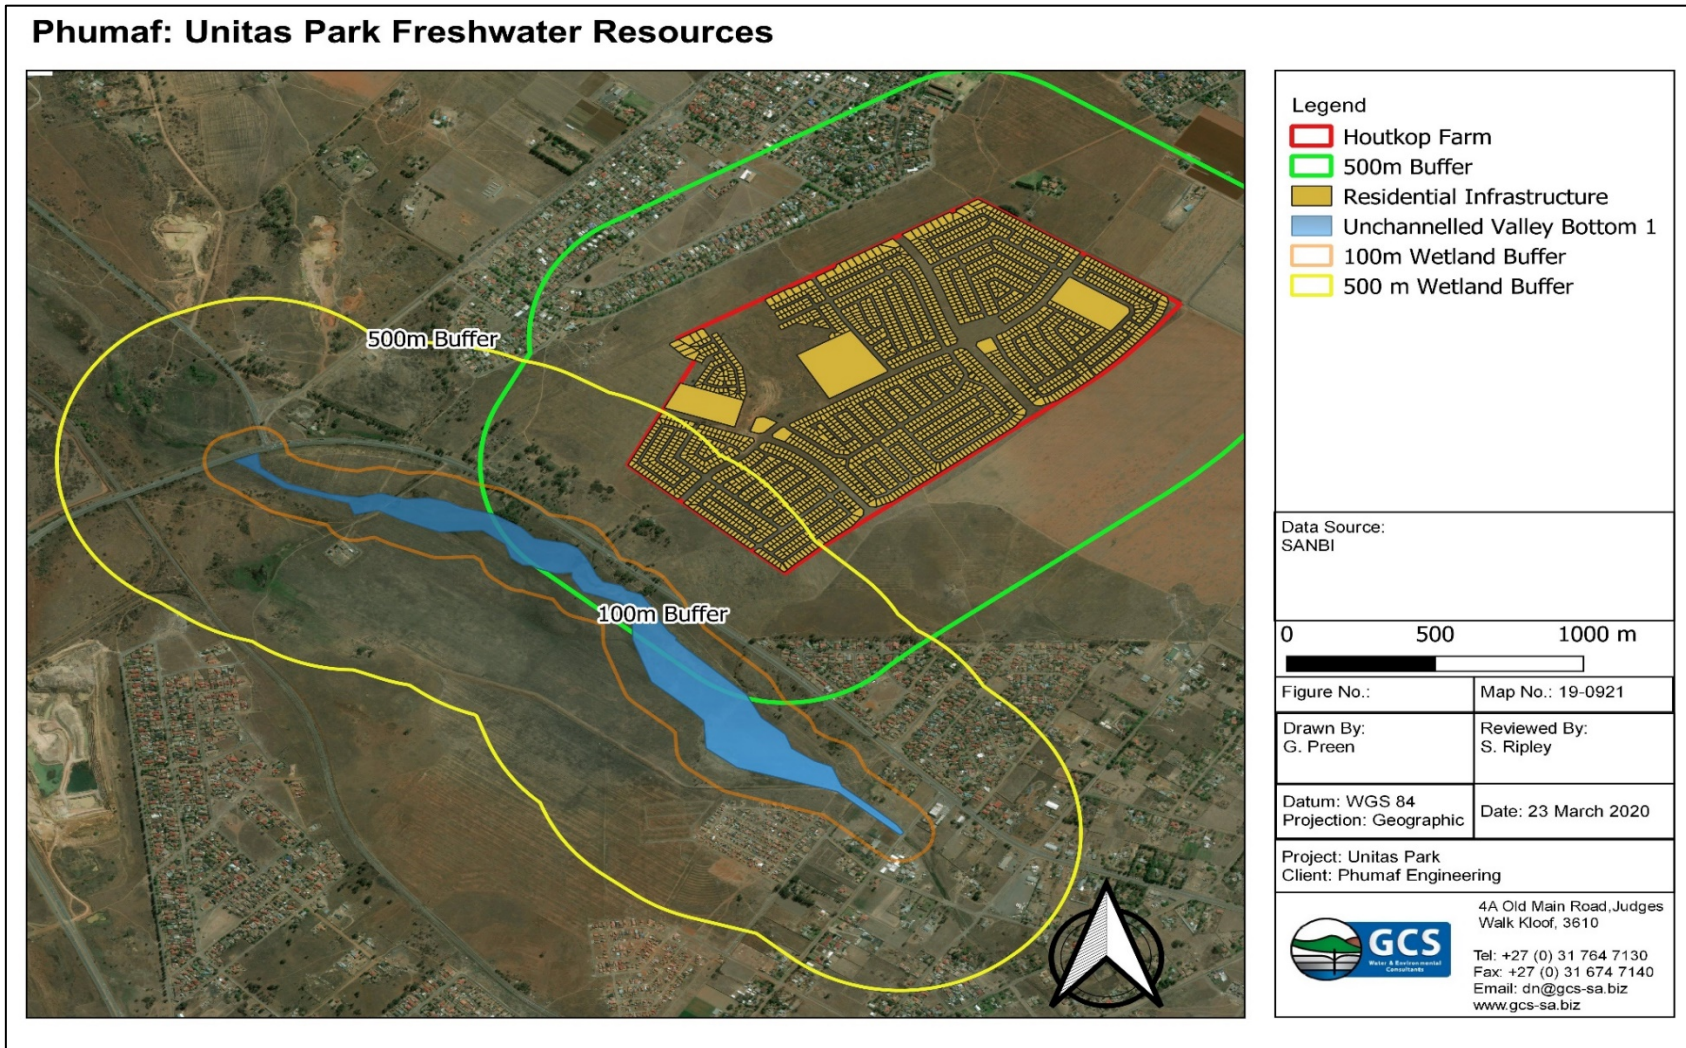 Phumaf: Unitas Park Freshwater Resources
500m Buffer
100m Buffer
Legend
Houtkop Farm
500m Buffer
Residential Infrastructure
Unchannelled Valley Bottom 1
100m Wetland Buffer
500 m Wetland Buffer
Data Source:
SANBI
0 500 1000 m
Figure No.:
Map No.: 19-0921
Drawn By:
G. Preen
Reviewed By:
S. Ripley
Datum: WGS 84
Projection: Geographic
Date: 23 March 2020
Project: Unitas Park
Client: Phumaf Engineering
GCS
Water & Environmental
Consultants
4A Old Main Road,Judges
Walk Kloof, 3610
Tel: +27 (0) 31 764 7130
Fax: +27 (0) 31 674 7140
Email: dn@gcs-sa.biz
www.gcs-sa.biz